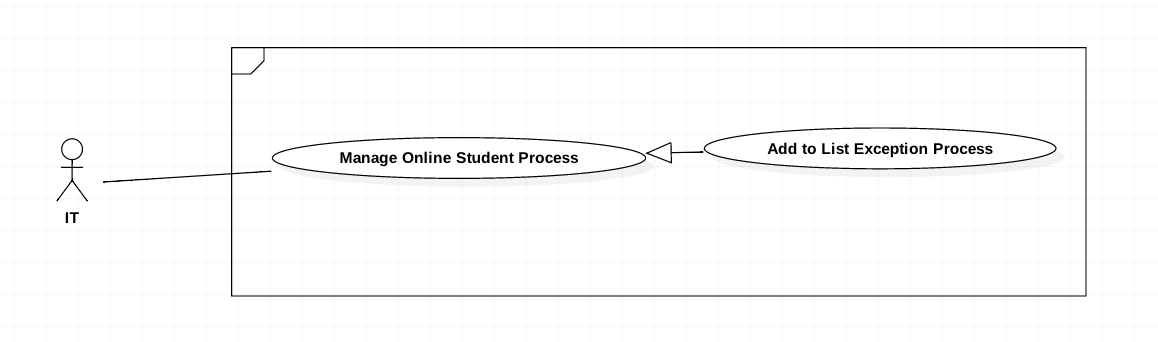 Manage Online Student Process
Add to List Exception Process
IT